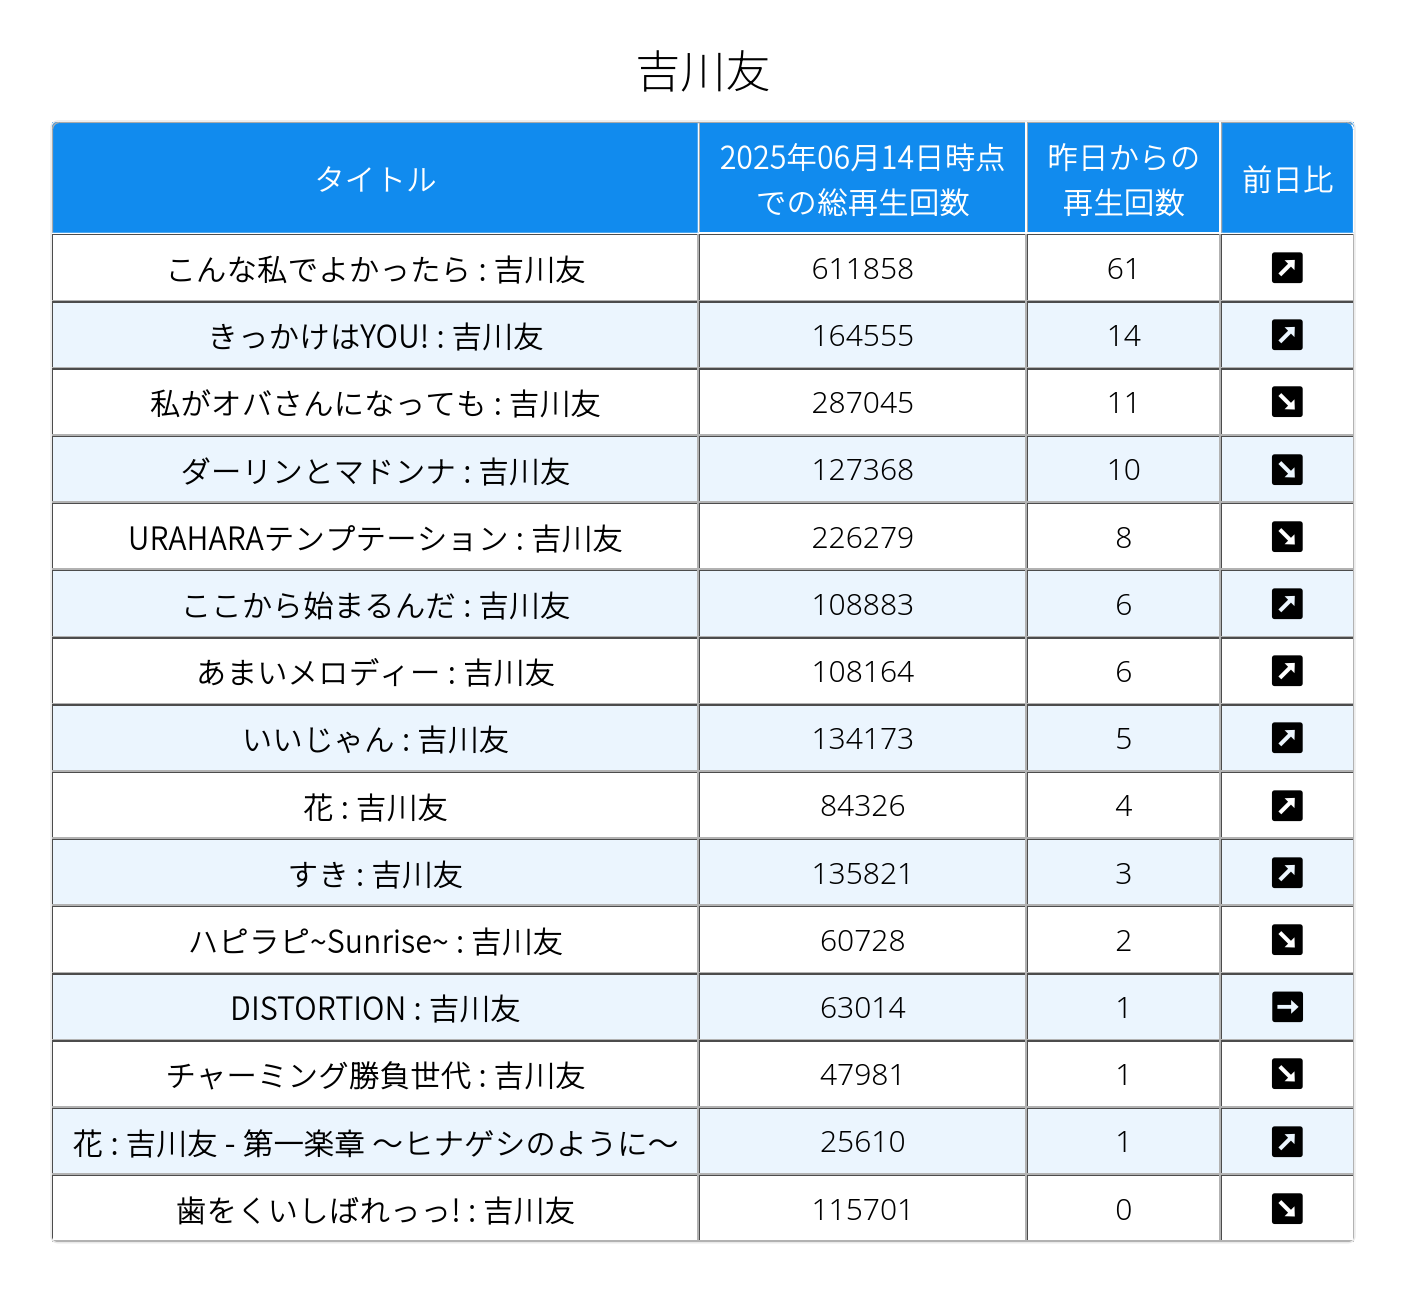 吉川友
タイトル 2025年06月14日時点での総再生回数 昨日からの再生回数 前日比
こんな私でよかったら : 吉川友 611858 61 ↗
きっかけはYOU! : 吉川友 164555 14 ↗
私がオバさんになっても : 吉川友 287045 11 ↘
ダーリンとマドンナ : 吉川友 127368 10 ↘
URAHARAテンプテーション : 吉川友 226279 8 ↘
ここから始まるんだ : 吉川友 108883 6 ↗
あまいメロディー : 吉川友 108164 6 ↗
いいじゃん : 吉川友 134173 5 ↗
花 : 吉川友 84326 4 ↗
すき : 吉川友 135821 3 ↗
ハピラピ~Sunrise~ : 吉川友 60728 2 ↘
DISTORTION : 吉川友 63014 1 →
チャーミング勝負世代 : 吉川友 47981 1 ↘
花 : 吉川友 - 第一楽章 〜ヒナゲシのように〜 25610 1 ↗
歯をくいしばれっっ! : 吉川友 115701 0 ↘